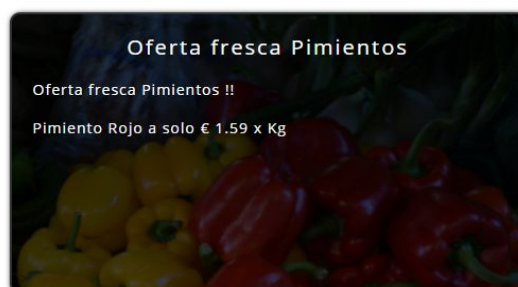 Oferta fresca Pimientos
Oferta fresca Pimientos !!
Pimiento Rojo a solo € 1.59 x Kg